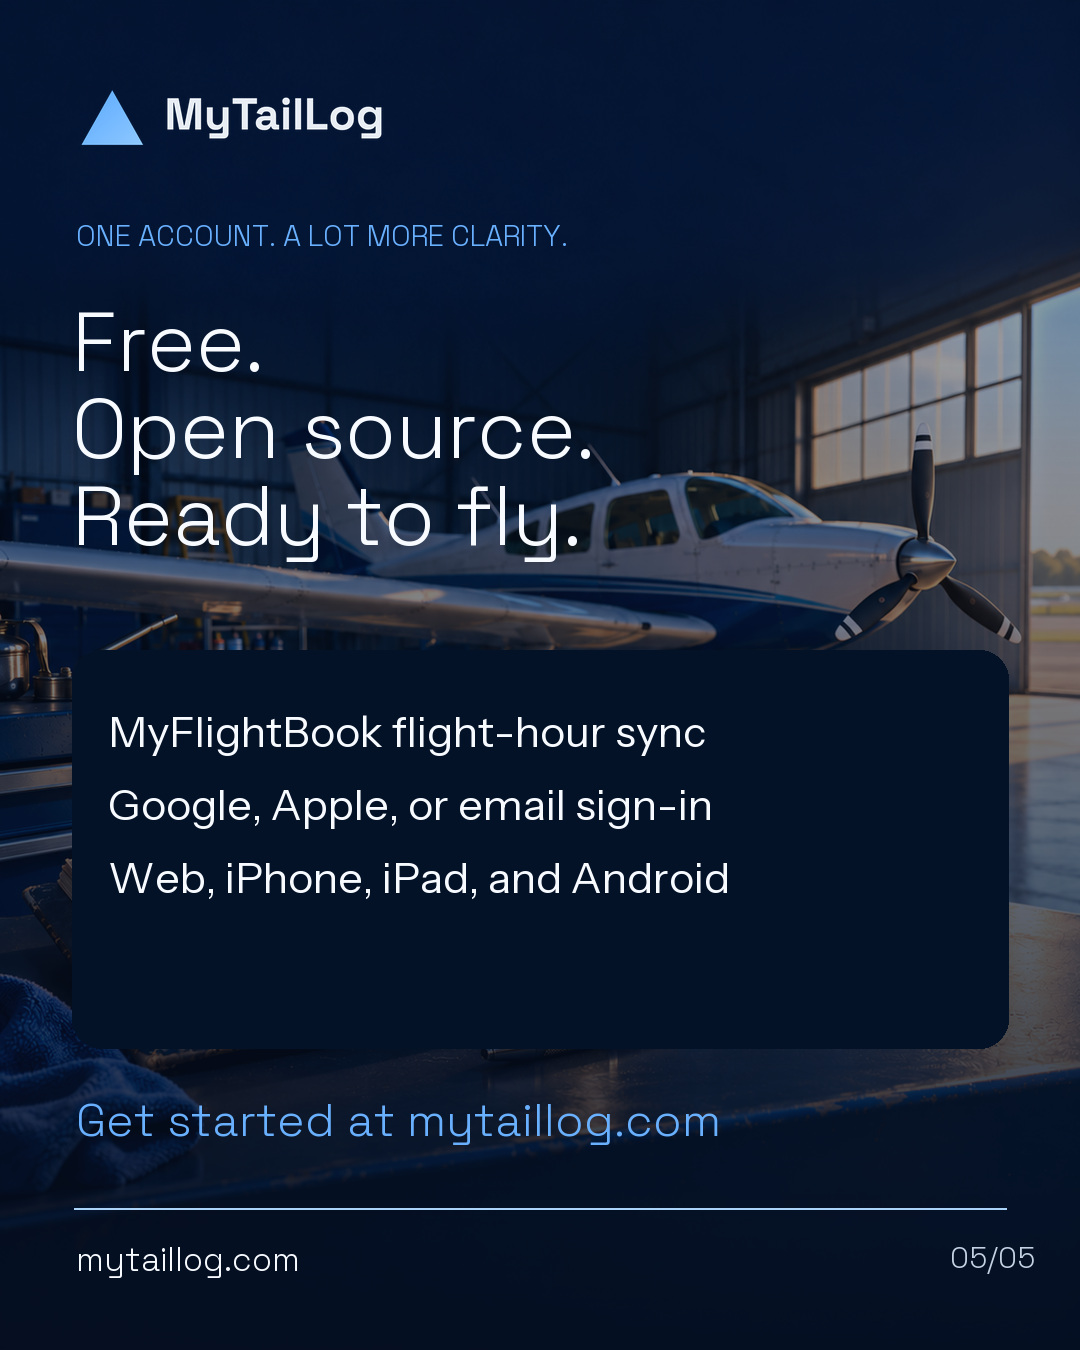 MyTailLog
ONE ACCOUNT. A LOT MORE CLARITY.
Free.
Open source.
Ready to fly.
MyFlightBook flight-hour sync
Google, Apple, or email sign-in
Web, iPhone, iPad, and Android
Get started at mytaillog.com
mytaillog.com
05/05